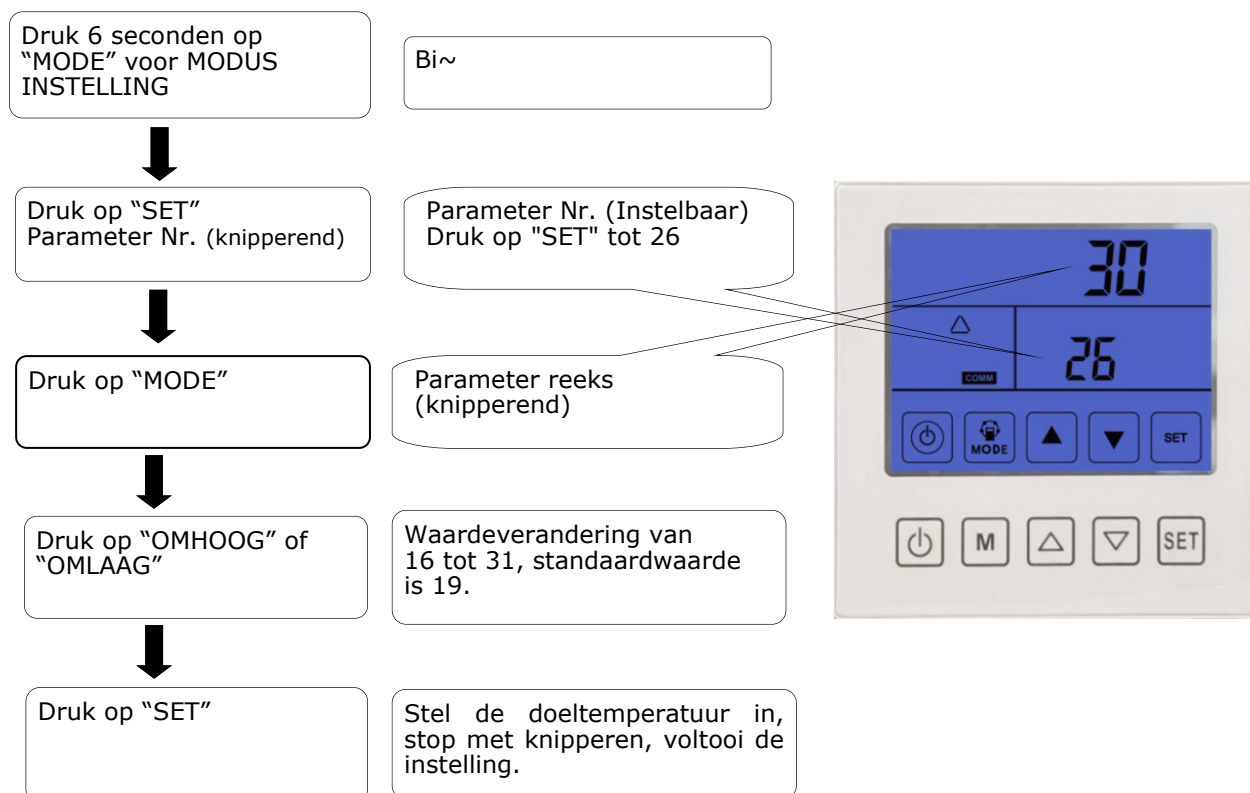 Druk 6 seconden op
“MODE” voor MODUS
INSTELLING
Bi~
Druk op “SET”
Parameter Nr. (knipperend)
Parameter Nr. (Instelbaar)
Druk op "SET" tot 26
Druk op “MODE”
Parameter reeks
(knipperend)
Druk op “OMHOOG” of
“OMLAAG”
Waardeverandering van
16 tot 31, standaardwaarde
is 19.
Druk op “SET”
Stel de doeltemperatuur in,
stop met knipperen, voltooi de
instelling.
30
26
COMM
MODE
SET
M
SET